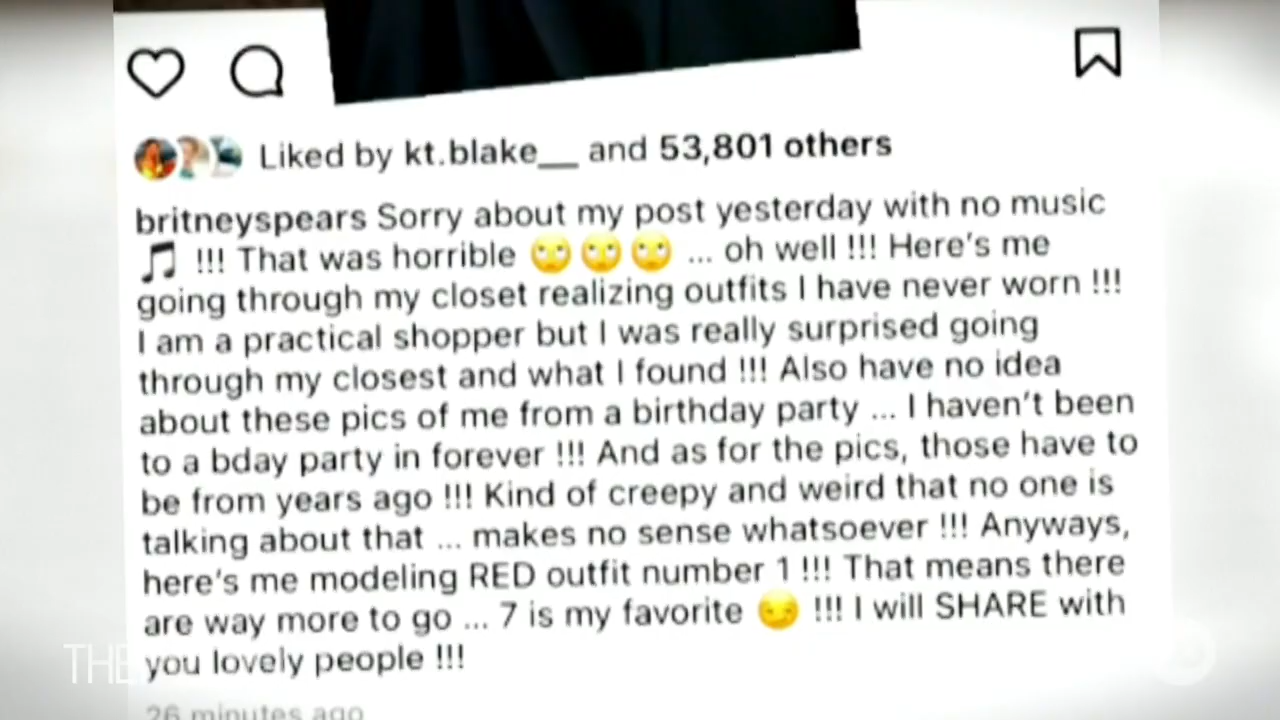 Liked by kt.blake__ and 53,801 others
britneyspears Sorry about my post yesterday with no music
🎵 !!! That was horrible 🙄🙄🙄 ... oh well !!! Here's me
going through my closet realizing outfits I have never worn !!!
I am a practical shopper but I was really surprised going
through my closest and what I found !!! Also have no idea
about these pics of me from a birthday party ... I haven't been
to a bday party in forever !!! And as for the pics, those have to
be from years ago !!! Kind of creepy and weird that no one is
talking about that ... makes no sense whatsoever !!! Anyways,
here's me modeling RED outfit number 1 !!! That means there
are way more to go ... 7 is my favorite 😏 !!! I will SHARE with
you lovely people !!!
26 minutes ago
THE